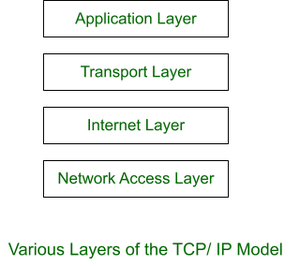 Application Layer
Transport Layer
Internet Layer
Network Access Layer
Various Layers of the TCP/ IP Model